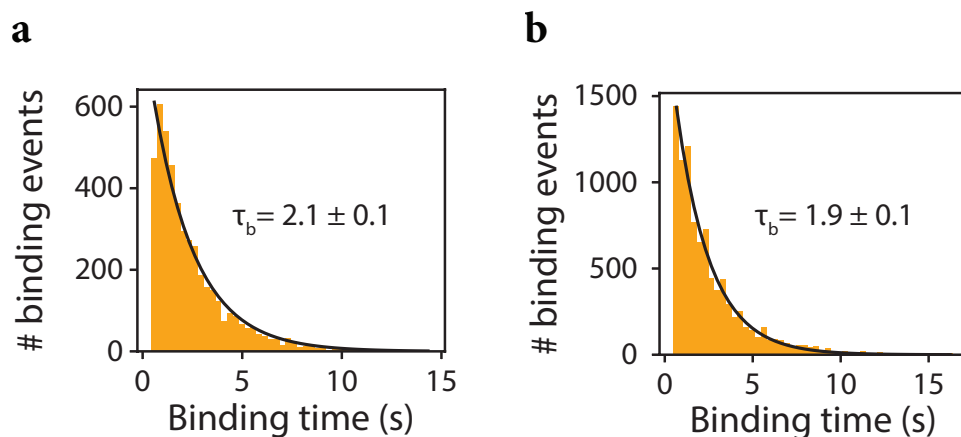 a
# binding events
600
400
200
0
τb= 2.1 ± 0.1
0 5 10 15
Binding time (s)
b
# binding events
1500
1000
500
0
τb= 1.9 ± 0.1
0 5 10 15
Binding time (s)